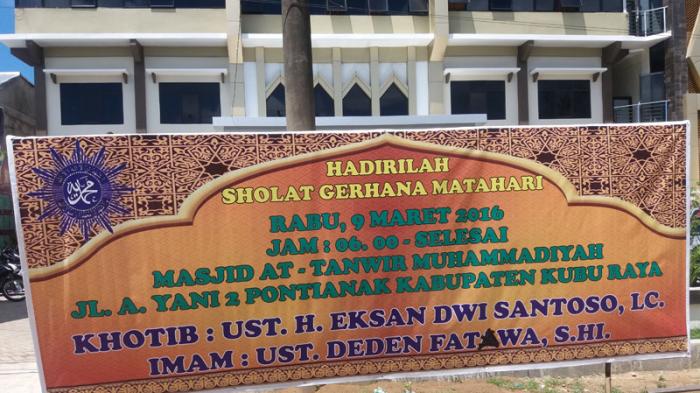 HADIRILAH
SHOLAT GERHANA MATAHARI
RABU, 9 MARET 2016
JAM : 06. 00 - SELESAI
MASJID AT - TANWIR MUHAMMADIYAH
JL. A. YANI 2 PONTIANAK KABUPATEN KUBU RAYA
KHOTIB : UST. H. EKSAN DWI SANTOSO, LC.
IMAM : UST. DEDEN FATAWA, S.HI.